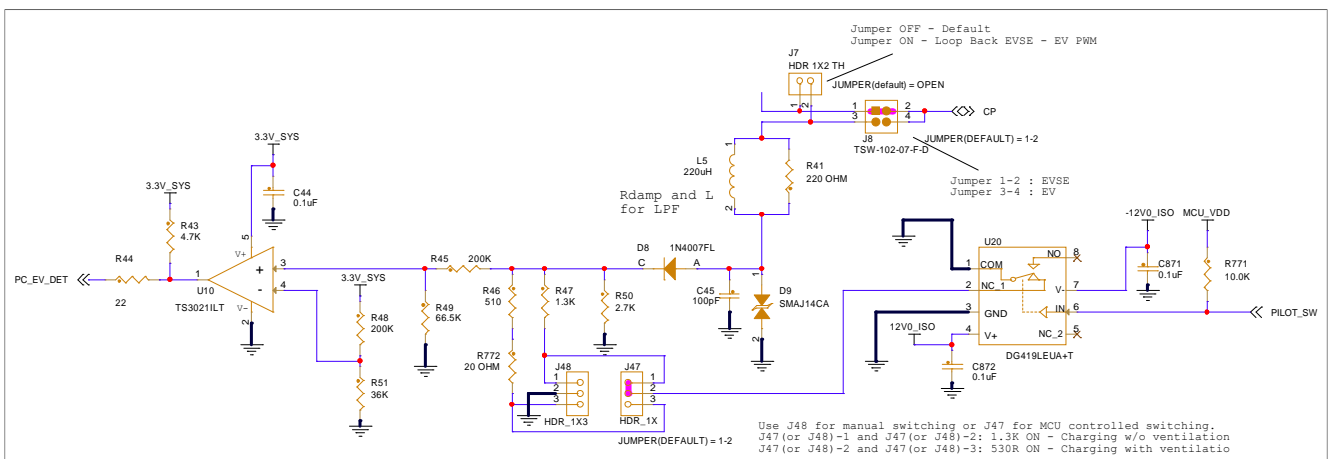 Jumper OFF - Default
Jumper ON - Loop Back EVSE - EV PWM
J7
HDR 1X2 TH
JUMPER(default) = OPEN
1
2
1
2
3
4
CP
J8
TSW-102-07-F-D
JUMPER(DEFAULT) = 1-2
Jumper 1-2 : EVSE
Jumper 3-4 : EV
1
L5
220uH
2
R41
220 OHM
Rdamp and L
for LPF
3.3V_SYS
C44
0.1uF
3.3V_SYS
R43
4.7K
R44
22
PC_EV_DET
5
V+
1
U10
TS3021ILT
+
-
V-
2
3
4
R45
200K
3.3V_SYS
R48
200K
R51
36K
R49
66.5K
R46
510
R47
1.3K
R50
2.7K
R772
20 OHM
D8
1N4007FL
C
A
C45
100pF
1
D9
SMAJ14CA
2
J48
1
2
3
HDR_1X3
J47
1
2
3
HDR_1X
JUMPER(DEFAULT) = 1-2
-12V0_ISO
MCU_VDD
C871
0.1uF
R771
10.0K
U20
1
COM
2
NC_1
3
GND
4
V+
NO
8
V-
7
IN
6
NC_2
5
DG419LEUA+T
PILOT_SW
12V0_ISO
C872
0.1uF
Use J48 for manual switching or J47 for MCU controlled switching.
J47(or J48)-1 and J47(or J48)-2: 1.3K ON - Charging w/o ventilation
J47(or J48)-2 and J47(or J48)-3: 530R ON - Charging with ventilatio